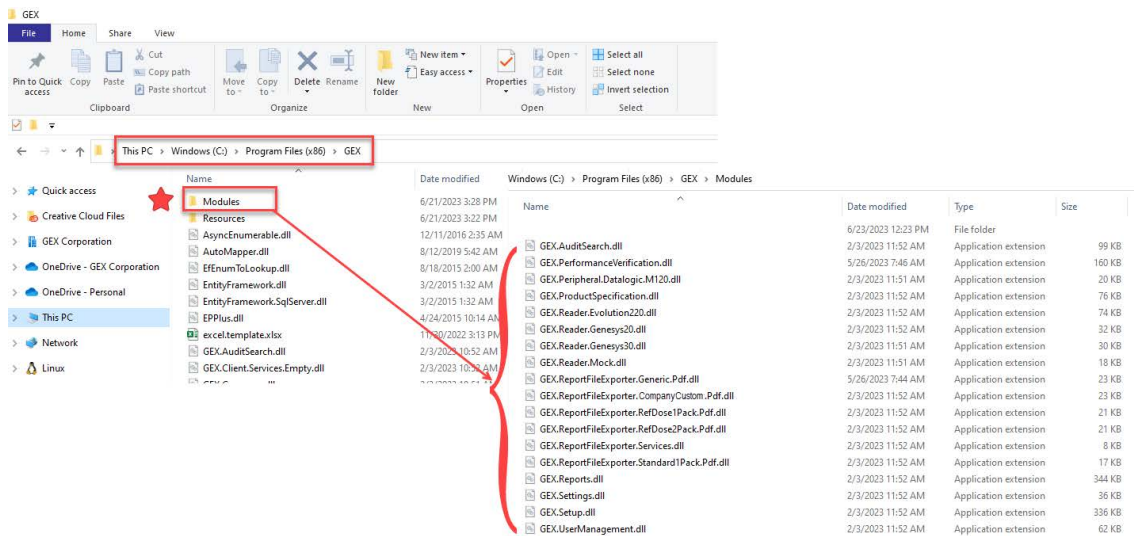 GEX
File Home Share View
Pin to Quick access
Copy
Paste
Cut
Copy path
Paste shortcut
Clipboard
Move to
Copy to
Delete
Rename
Organize
New folder
New item
Easy access
New
Properties
Open
Edit
History
Open
Select all
Select none
Invert selection
Select
This PC > Windows (C:) > Program Files (x86) > GEX
Quick access
Creative Cloud Files
GEX Corporation
OneDrive - GEX Corporation
OneDrive - Personal
This PC
Network
Linux
Name Date modified
Modules 6/21/2023 3:28 PM
Resources 6/21/2023 3:22 PM
AsyncEnumerable.dll 12/11/2016 2:35 AM
AutoMapper.dll 8/12/2019 5:42 AM
EfEnumToLookup.dll 8/18/2015 2:00 AM
EntityFramework.dll 3/2/2015 1:32 AM
EntityFramework.SqlServer.dll 3/2/2015 1:32 AM
EPPlus.dll 4/24/2015 10:14 AM
excel.template.xlsx 11/30/2022 3:13 PM
GEX.AuditSearch.dll 2/3/2023 10:52 AM
GEX.Client.Services.Empty.dll 2/3/2023 10:52 AM
Windows (C:) > Program Files (x86) > GEX > Modules
Name Date modified Type Size
6/23/2023 12:23 PM File folder
GEX.AuditSearch.dll 2/3/2023 11:52 AM Application extension 99 KB
GEX.PerformanceVerification.dll 5/26/2023 7:46 AM Application extension 160 KB
GEX.Peripheral.Datalogic.M120.dll 2/3/2023 11:51 AM Application extension 20 KB
GEX.ProductSpecification.dll 2/3/2023 11:52 AM Application extension 76 KB
GEX.Reader.Evolution220.dll 2/3/2023 11:52 AM Application extension 74 KB
GEX.Reader.Genesys20.dll 2/3/2023 11:51 AM Application extension 32 KB
GEX.Reader.Genesys30.dll 2/3/2023 11:51 AM Application extension 30 KB
GEX.Reader.Mock.dll 2/3/2023 11:51 AM Application extension 18 KB
GEX.ReportFileExporter.Generic.Pdf.dll 5/26/2023 7:44 AM Application extension 23 KB
GEX.ReportFileExporter.CompanyCustom.Pdf.dll 2/3/2023 11:52 AM Application extension 23 KB
GEX.ReportFileExporter.RefDose1Pack.Pdf.dll 2/3/2023 11:52 AM Application extension 21 KB
GEX.ReportFileExporter.RefDose2Pack.Pdf.dll 2/3/2023 11:52 AM Application extension 21 KB
GEX.ReportFileExporter.Services.dll 2/3/2023 11:52 AM Application extension 8 KB
GEX.ReportFileExporter.Standard1Pack.Pdf.dll 2/3/2023 11:52 AM Application extension 17 KB
GEX.Reports.dll 2/3/2023 11:52 AM Application extension 344 KB
GEX.Settings.dll 2/3/2023 11:52 AM Application extension 36 KB
GEX.Setup.dll 2/3/2023 11:52 AM Application extension 336 KB
GEX.UserManagement.dll 2/3/2023 11:52 AM Application extension 62 KB